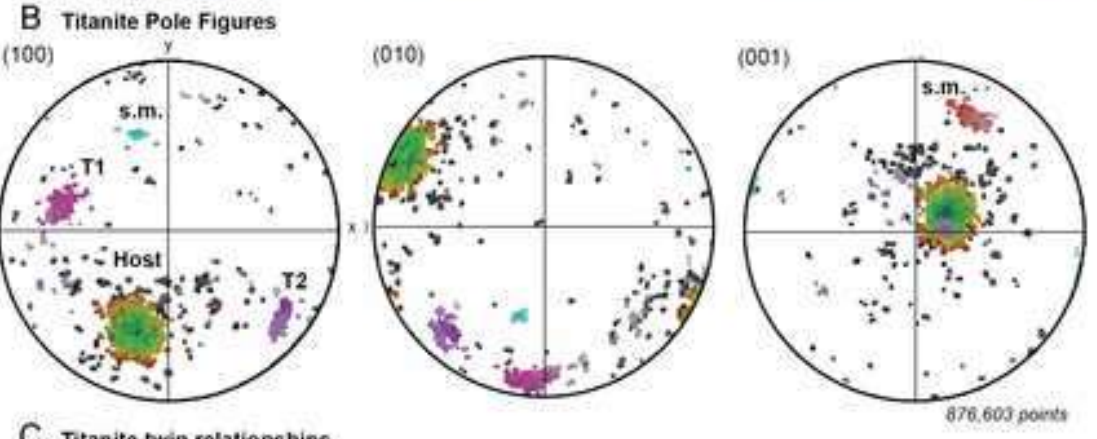 B Titanite Pole Figures
(100) y (010) (001)
s.m. s.m.
T1
x
Host
T2
876,603 points
C Titanite twin relationships